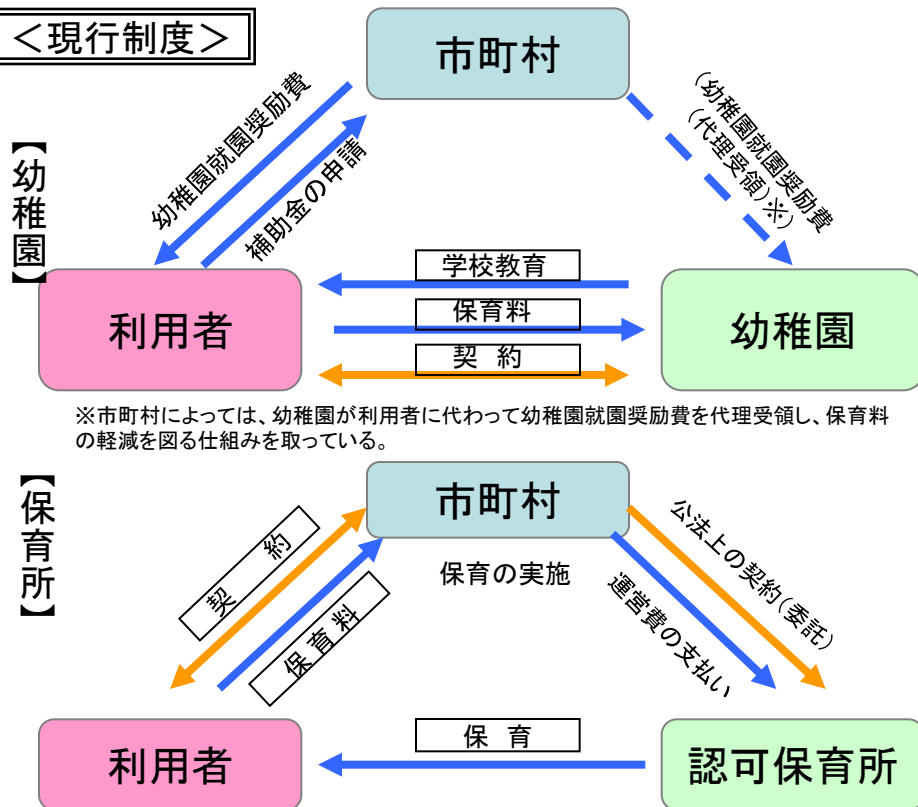 <現行制度>
【幼稚園】
市町村
幼稚園就園奨励費
補助金の申請
(幼稚園就園奨励費
(代理受領)※)
利用者
学校教育
保育料
契 約
幼稚園
※市町村によっては、幼稚園が利用者に代わって幼稚園就園奨励費を代理受領し、保育料
の軽減を図る仕組みを取っている。
【保育所】
市町村
保育の実施
契 約
保育料
公法上の契約(委託)
運営費の支払い
利用者
保 育
認可保育所